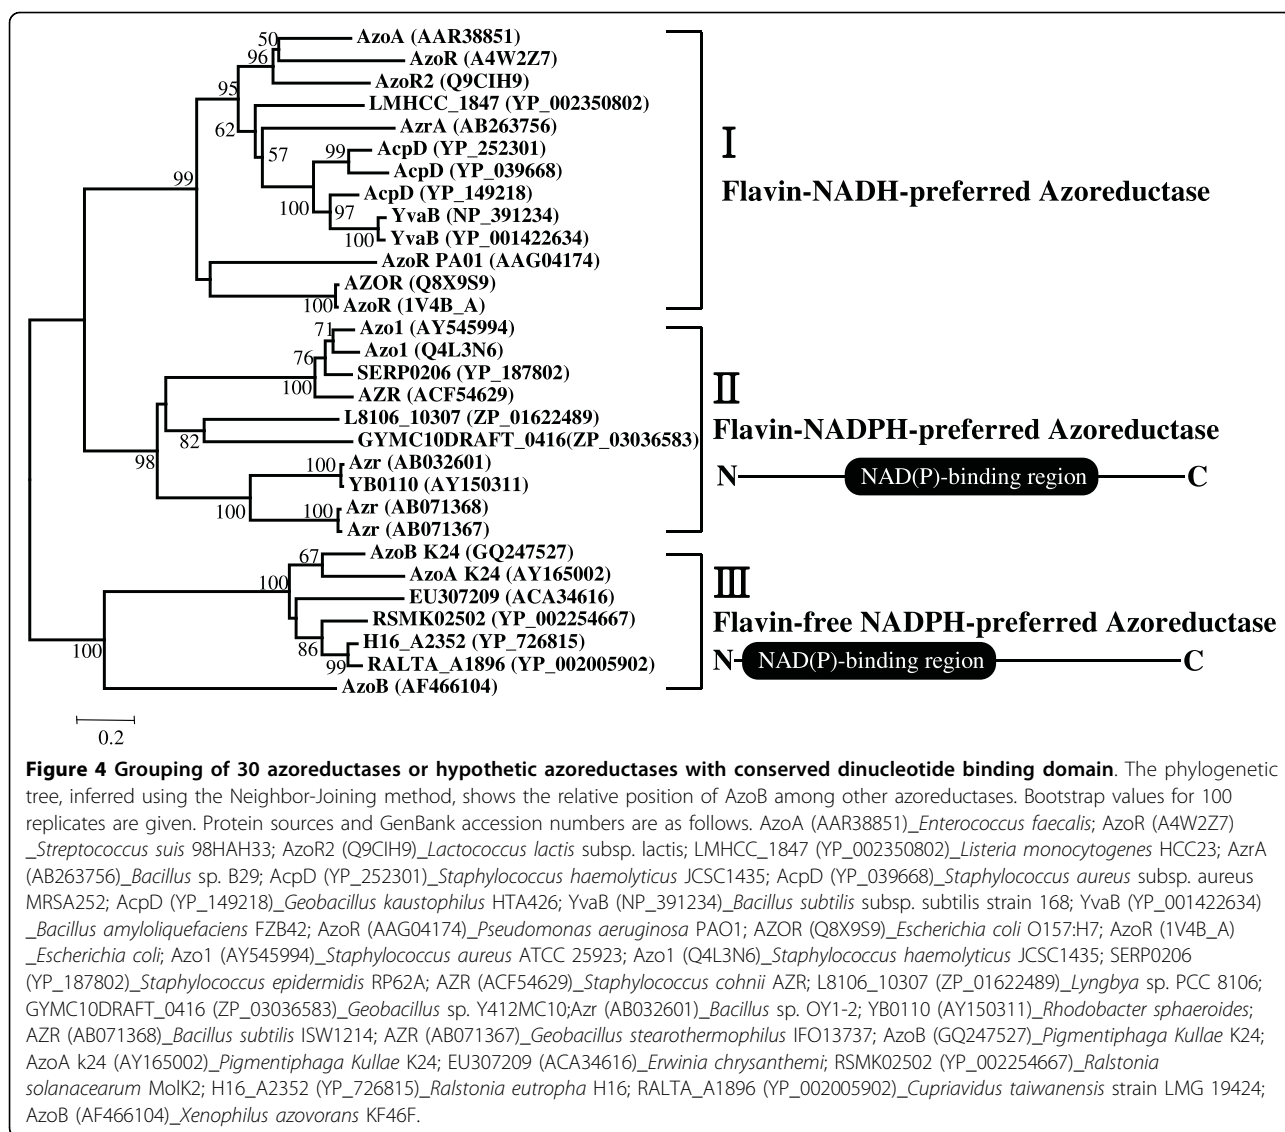 50
AzoA (AAR38851)
96
AzoR (A4W2Z7)
AzoR2 (Q9CIH9)
95
LMHCC_1847 (YP_002350802)
62
AzrA (AB263756)
57
99
AcpD (YP_252301)
AcpD (YP_039668)
99
AcpD (YP_149218)
100
97
YvaB (NP_391234)
100
YvaB (YP_001422634)
AzoR PA01 (AAG04174)
AZOR (Q8X9S9)
100
AzoR (1V4B_A)
I
Flavin-NADH-preferred Azoreductase
71
Azo1 (AY545994)
Azo1 (Q4L3N6)
76
SERP0206 (YP_187802)
100
AZR (ACF54629)
L8106_10307 (ZP_01622489)
82
GYMC10DRAFT_0416(ZP_03036583)
98
100
Azr (AB032601)
YB0110 (AY150311)
100
100
Azr (AB071368)
Azr (AB071367)
II
Flavin-NADPH-preferred Azoreductase
N NAD(P)-binding region C
67
AzoB K24 (GQ247527)
100
AzoA K24 (AY165002)
EU307209 (ACA34616)
RSMK02502 (YP_002254667)
86
H16_A2352 (YP_726815)
99
RALTA_A1896 (YP_002005902)
100
AzoB (AF466104)
III
Flavin-free NADPH-preferred Azoreductase
N NAD(P)-binding region C
0.2
Figure 4 Grouping of 30 azoreductases or hypothetic azoreductases with conserved dinucleotide binding domain. The phylogenetic
tree, inferred using the Neighbor-Joining method, shows the relative position of AzoB among other azoreductases. Bootstrap values for 100
replicates are given. Protein sources and GenBank accession numbers are as follows. AzoA (AAR38851)_Enterococcus faecalis; AzoR (A4W2Z7)
_Streptococcus suis 98HAH33; AzoR2 (Q9CIH9)_Lactococcus lactis subsp. lactis; LMHCC_1847 (YP_002350802)_Listeria monocytogenes HCC23; AzrA
(AB263756)_Bacillus sp. B29; AcpD (YP_252301)_Staphylococcus haemolyticus JCSC1435; AcpD (YP_039668)_Staphylococcus aureus subsp. aureus
MRSA252; AcpD (YP_149218)_Geobacillus kaustophilus HTA426; YvaB (NP_391234)_Bacillus subtilis subsp. subtilis strain 168; YvaB (YP_001422634)
_Bacillus amyloliquefaciens FZB42; AzoR (AAG04174)_Pseudomonas aeruginosa PAO1; AZOR (Q8X9S9)_Escherichia coli O157:H7; AzoR (1V4B_A)
_Escherichia coli; Azo1 (AY545994)_Staphylococcus aureus ATCC 25923; Azo1 (Q4L3N6)_Staphylococcus haemolyticus JCSC1435; SERP0206
(YP_187802)_Staphylococcus epidermidis RP62A; AZR (ACF54629)_Staphylococcus cohnii AZR; L8106_10307 (ZP_01622489)_Lyngbya sp. PCC 8106;
GYMC10DRAFT_0416 (ZP_03036583)_Geobacillus sp. Y412MC10;Azr (AB032601)_Bacillus sp. OY1-2; YB0110 (AY150311)_Rhodobacter sphaeroides;
AZR (AB071368)_Bacillus subtilis ISW1214; AZR (AB071367)_Geobacillus stearothermophilus IFO13737; AzoB (GQ247527)_Pigmentiphaga Kullae K24;
AzoA k24 (AY165002)_Pigmentiphaga Kullae K24; EU307209 (ACA34616)_Erwinia chrysanthemi; RSMK02502 (YP_002254667)_Ralstonia
solanacearum MolK2; H16_A2352 (YP_726815)_Ralstonia eutropha H16; RALTA_A1896 (YP_002005902)_Cupriavidus taiwanensis strain LMG 19424;
AzoB (AF466104)_Xenophilus azovorans KF46F.